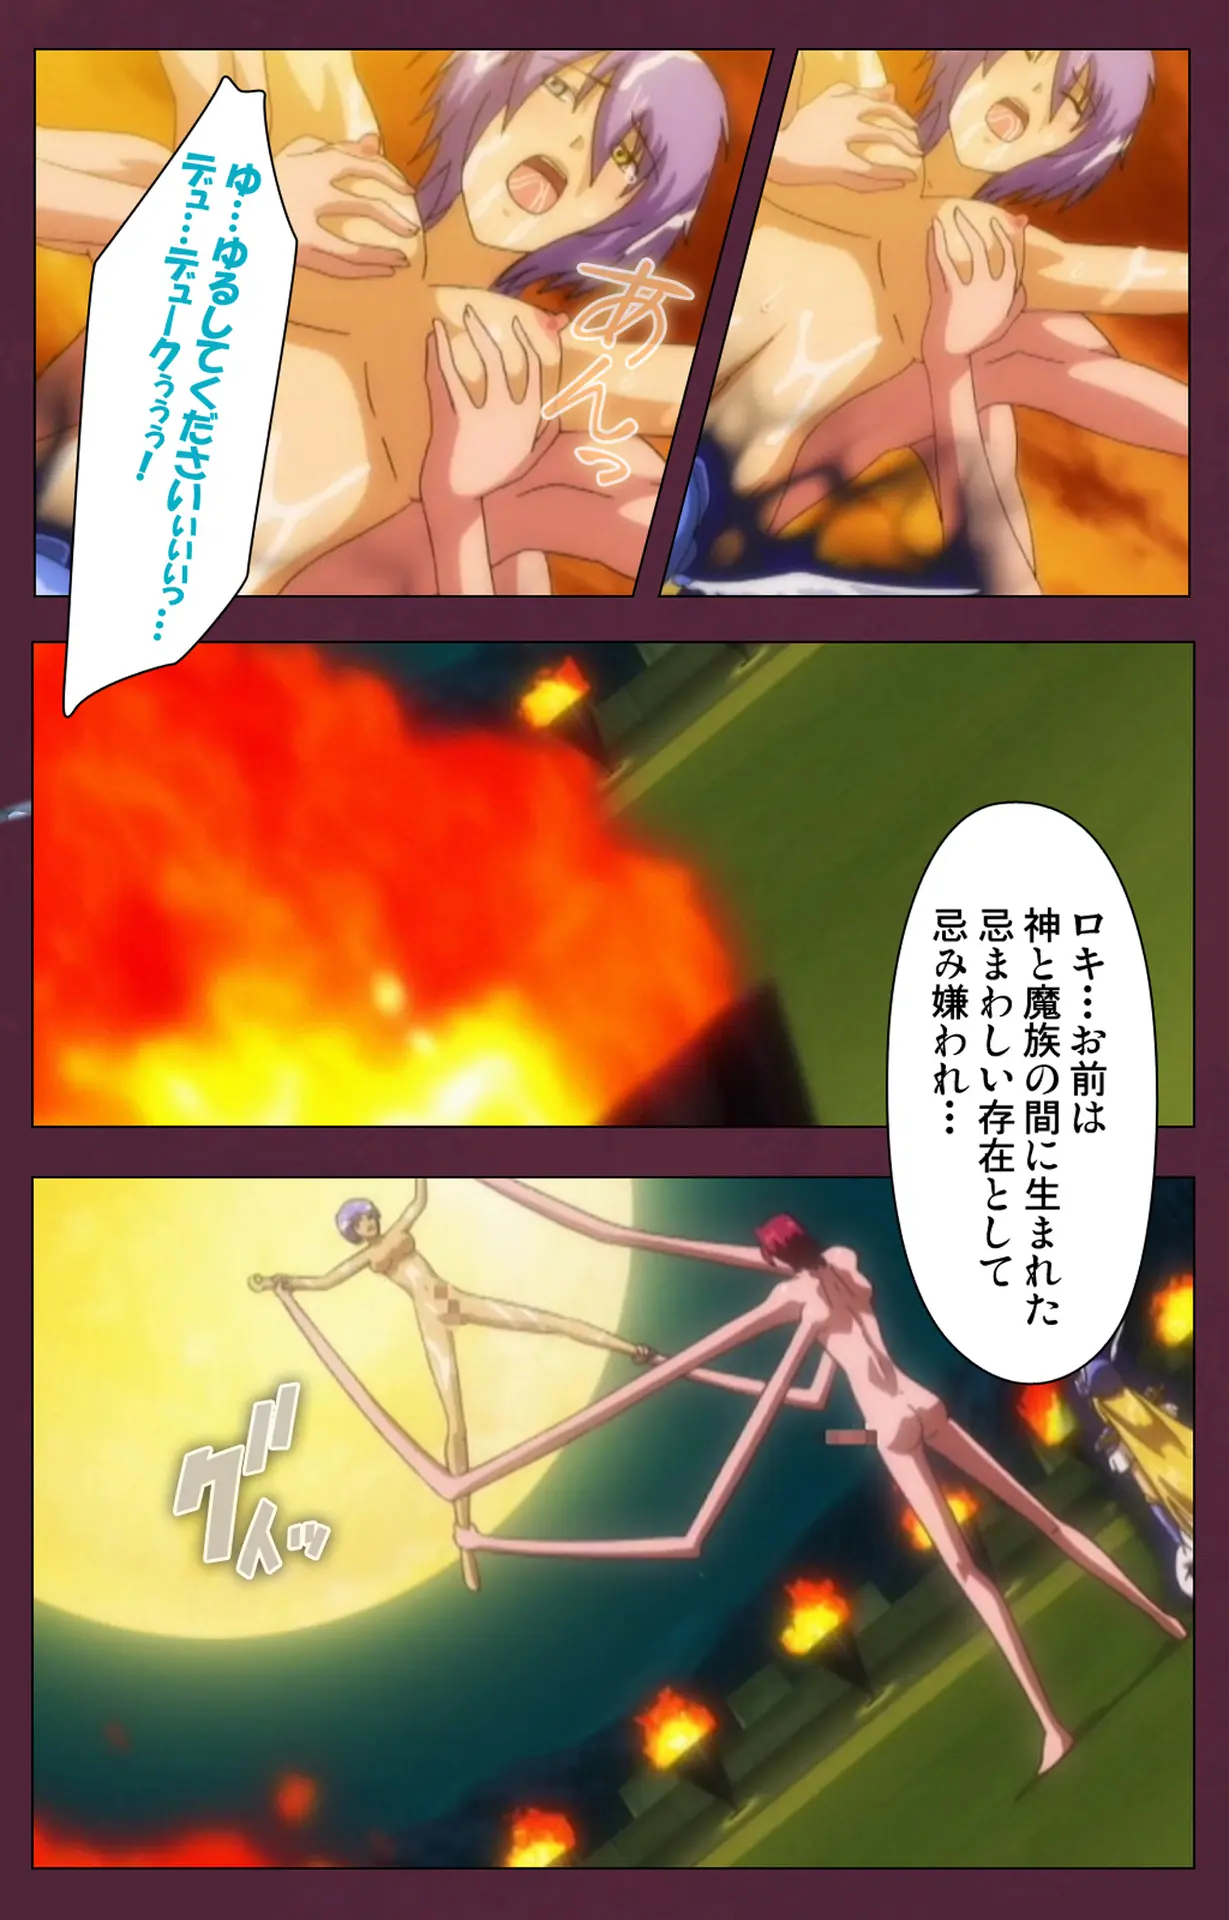 あんっ
ゆ…ゆるしてくださいぃぃぃっ…
デュ…デュークぅぅぅ！
ロキ…お前は
神と魔族の間に生まれた
忌まわしい存在として
忌み嫌われ…
グイッ